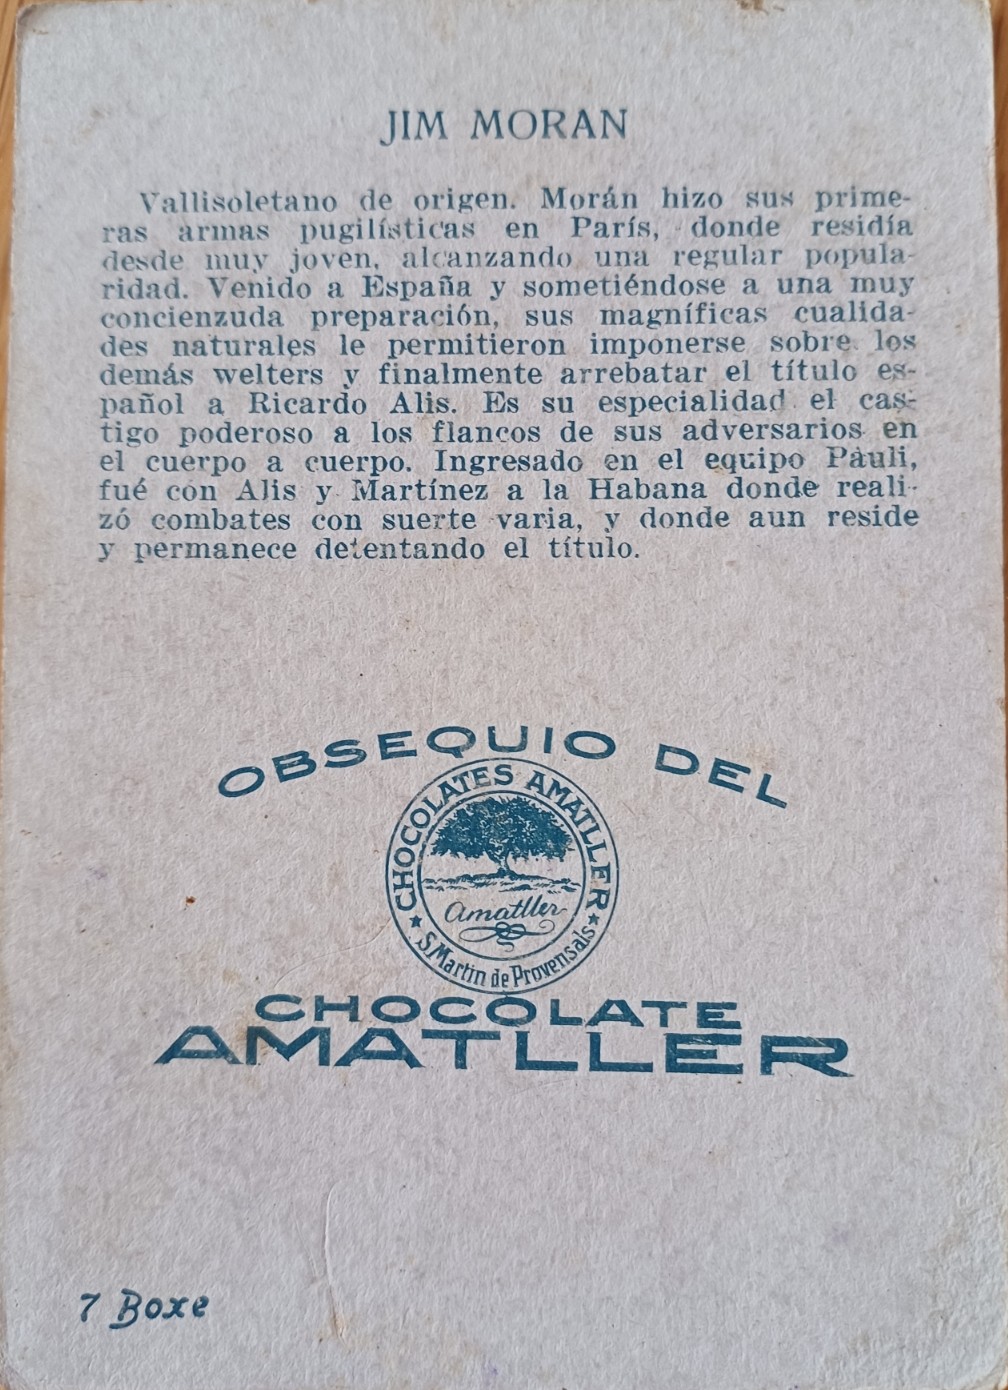 JIM MORAN
Vallisoletano de origen. Morán hizo sus prime-
ras armas pugilísticas en París, donde residía
desde muy joven, alcanzando una regular popula-
ridad. Venido a España y sometiéndose a una muy
concienzuda preparación, sus magníficas cualida-
des naturales le permitieron imponerse sobre los
demás welters y finalmente arrebatar el título es-
pañol a Ricardo Alis. Es su especialidad el cas-
tigo poderoso a los flancos de sus adversarios en
el cuerpo a cuerpo. Ingresado en el equipo Pàuli,
fué con Alis y Martínez a la Habana donde reali-
zó combates con suerte varia, y donde aun reside
y permanece detentando el título.
OBSEQUIO DEL
CHOCOLATES AMATLLER
Amatller
S. Martin de Provensals
CHOCOLATE
AMATLLER
7 Boxe